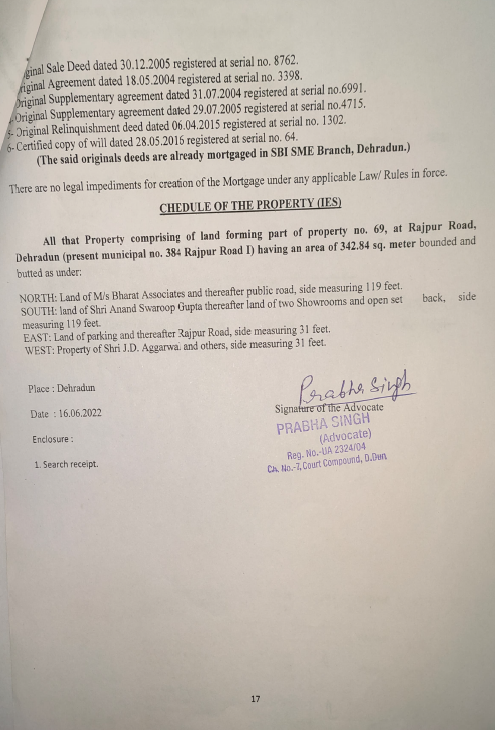 ginal Sale Deed dated 30.12.2005 registered at serial no. 8762.
riginal Agreement dated 18.05.2004 registered at serial no. 3398.
Original Supplementary agreement dated 31.07.2004 registered at serial no.6991.
Original Supplementary agreement dated 29.07.2005 registered at serial no.4715.
5- Original Relinquishment deed dated 06.04.2015 registered at serial no. 1302.
6- Certified copy of will dated 28.05.2016 registered at serial no. 64.
(The said originals deeds are already mortgaged in SBI SME Branch, Dehradun.)
There are no legal impediments for creation of the Mortgage under any applicable Law/ Rules in force.
CHEDULE OF THE PROPERTY (IES)
All that Property comprising of land forming part of property no. 69, at Rajpur Road,
Dehradun (present municipal no. 384 Rajpur Road I) having an area of 342.84 sq. meter bounded and
butted as under:
NORTH: Land of M/s Bharat Associates and thereafter public road, side measuring 119 feet.
SOUTH: land of Shri Anand Swaroop Gupta thereafter land of two Showrooms and open set back, side
measuring 119 feet.
EAST: Land of parking and thereafter Rajpur Road, side measuring 31 feet.
WEST: Property of Shri J.D. Aggarwal and others, side measuring 31 feet.
Place : Dehradun
Prabha Singh
Signature of the Advocate
Date : 16.06.2022
PRABHA SINGH
(Advocate)
Enclosure :
Reg. No.-UA 2324/04
Ch. No.-7, Court Compound, D.Dun
1. Search receipt.
17